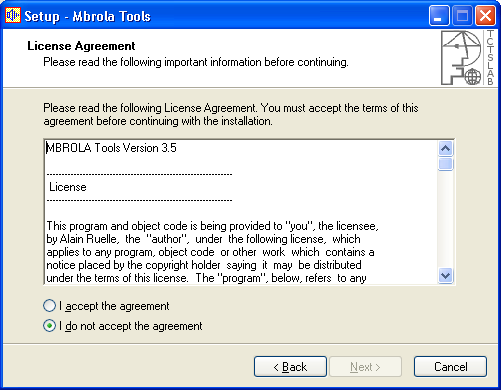 Setup - Mbrola Tools
License Agreement
Please read the following important information before continuing.
TCTSLAB
Please read the following License Agreement. You must accept the terms of this
agreement before continuing with the installation.
MBROLA Tools Version 3.5
----------------------------------------------------------
License
----------------------------------------------------------
This program and object code is being provided to "you", the licensee,
by Alain Ruelle, the "author", under the following license, which
applies to any program, object code or other work which contains a
notice placed by the copyright holder saying it may be distributed
under the terms of this license. The "program", below, refers to any
I accept the agreement
I do not accept the agreement
< Back
Next >
Cancel